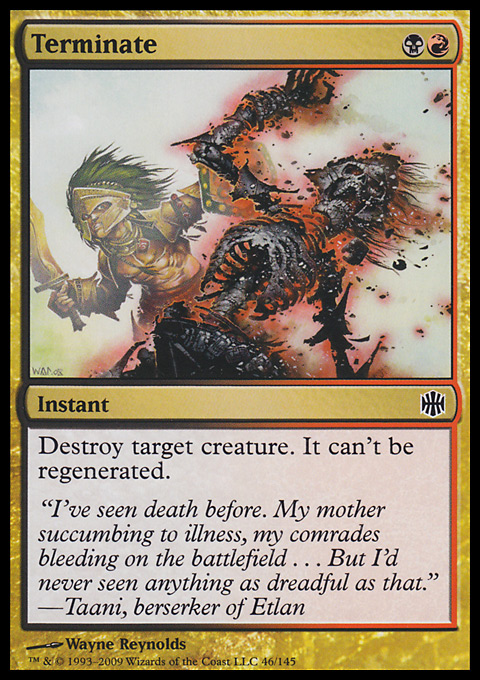 Terminate
WAR.08
Instant
Destroy target creature. It can't be
regenerated.
"I've seen death before. My mother
succumbing to illness, my comrades
bleeding on the battlefield . . . But I'd
never seen anything as dreadful as that."
—Taani, berserker of Etlan
Wayne Reynolds
™ & © 1993–2009 Wizards of the Coast LLC 46/145